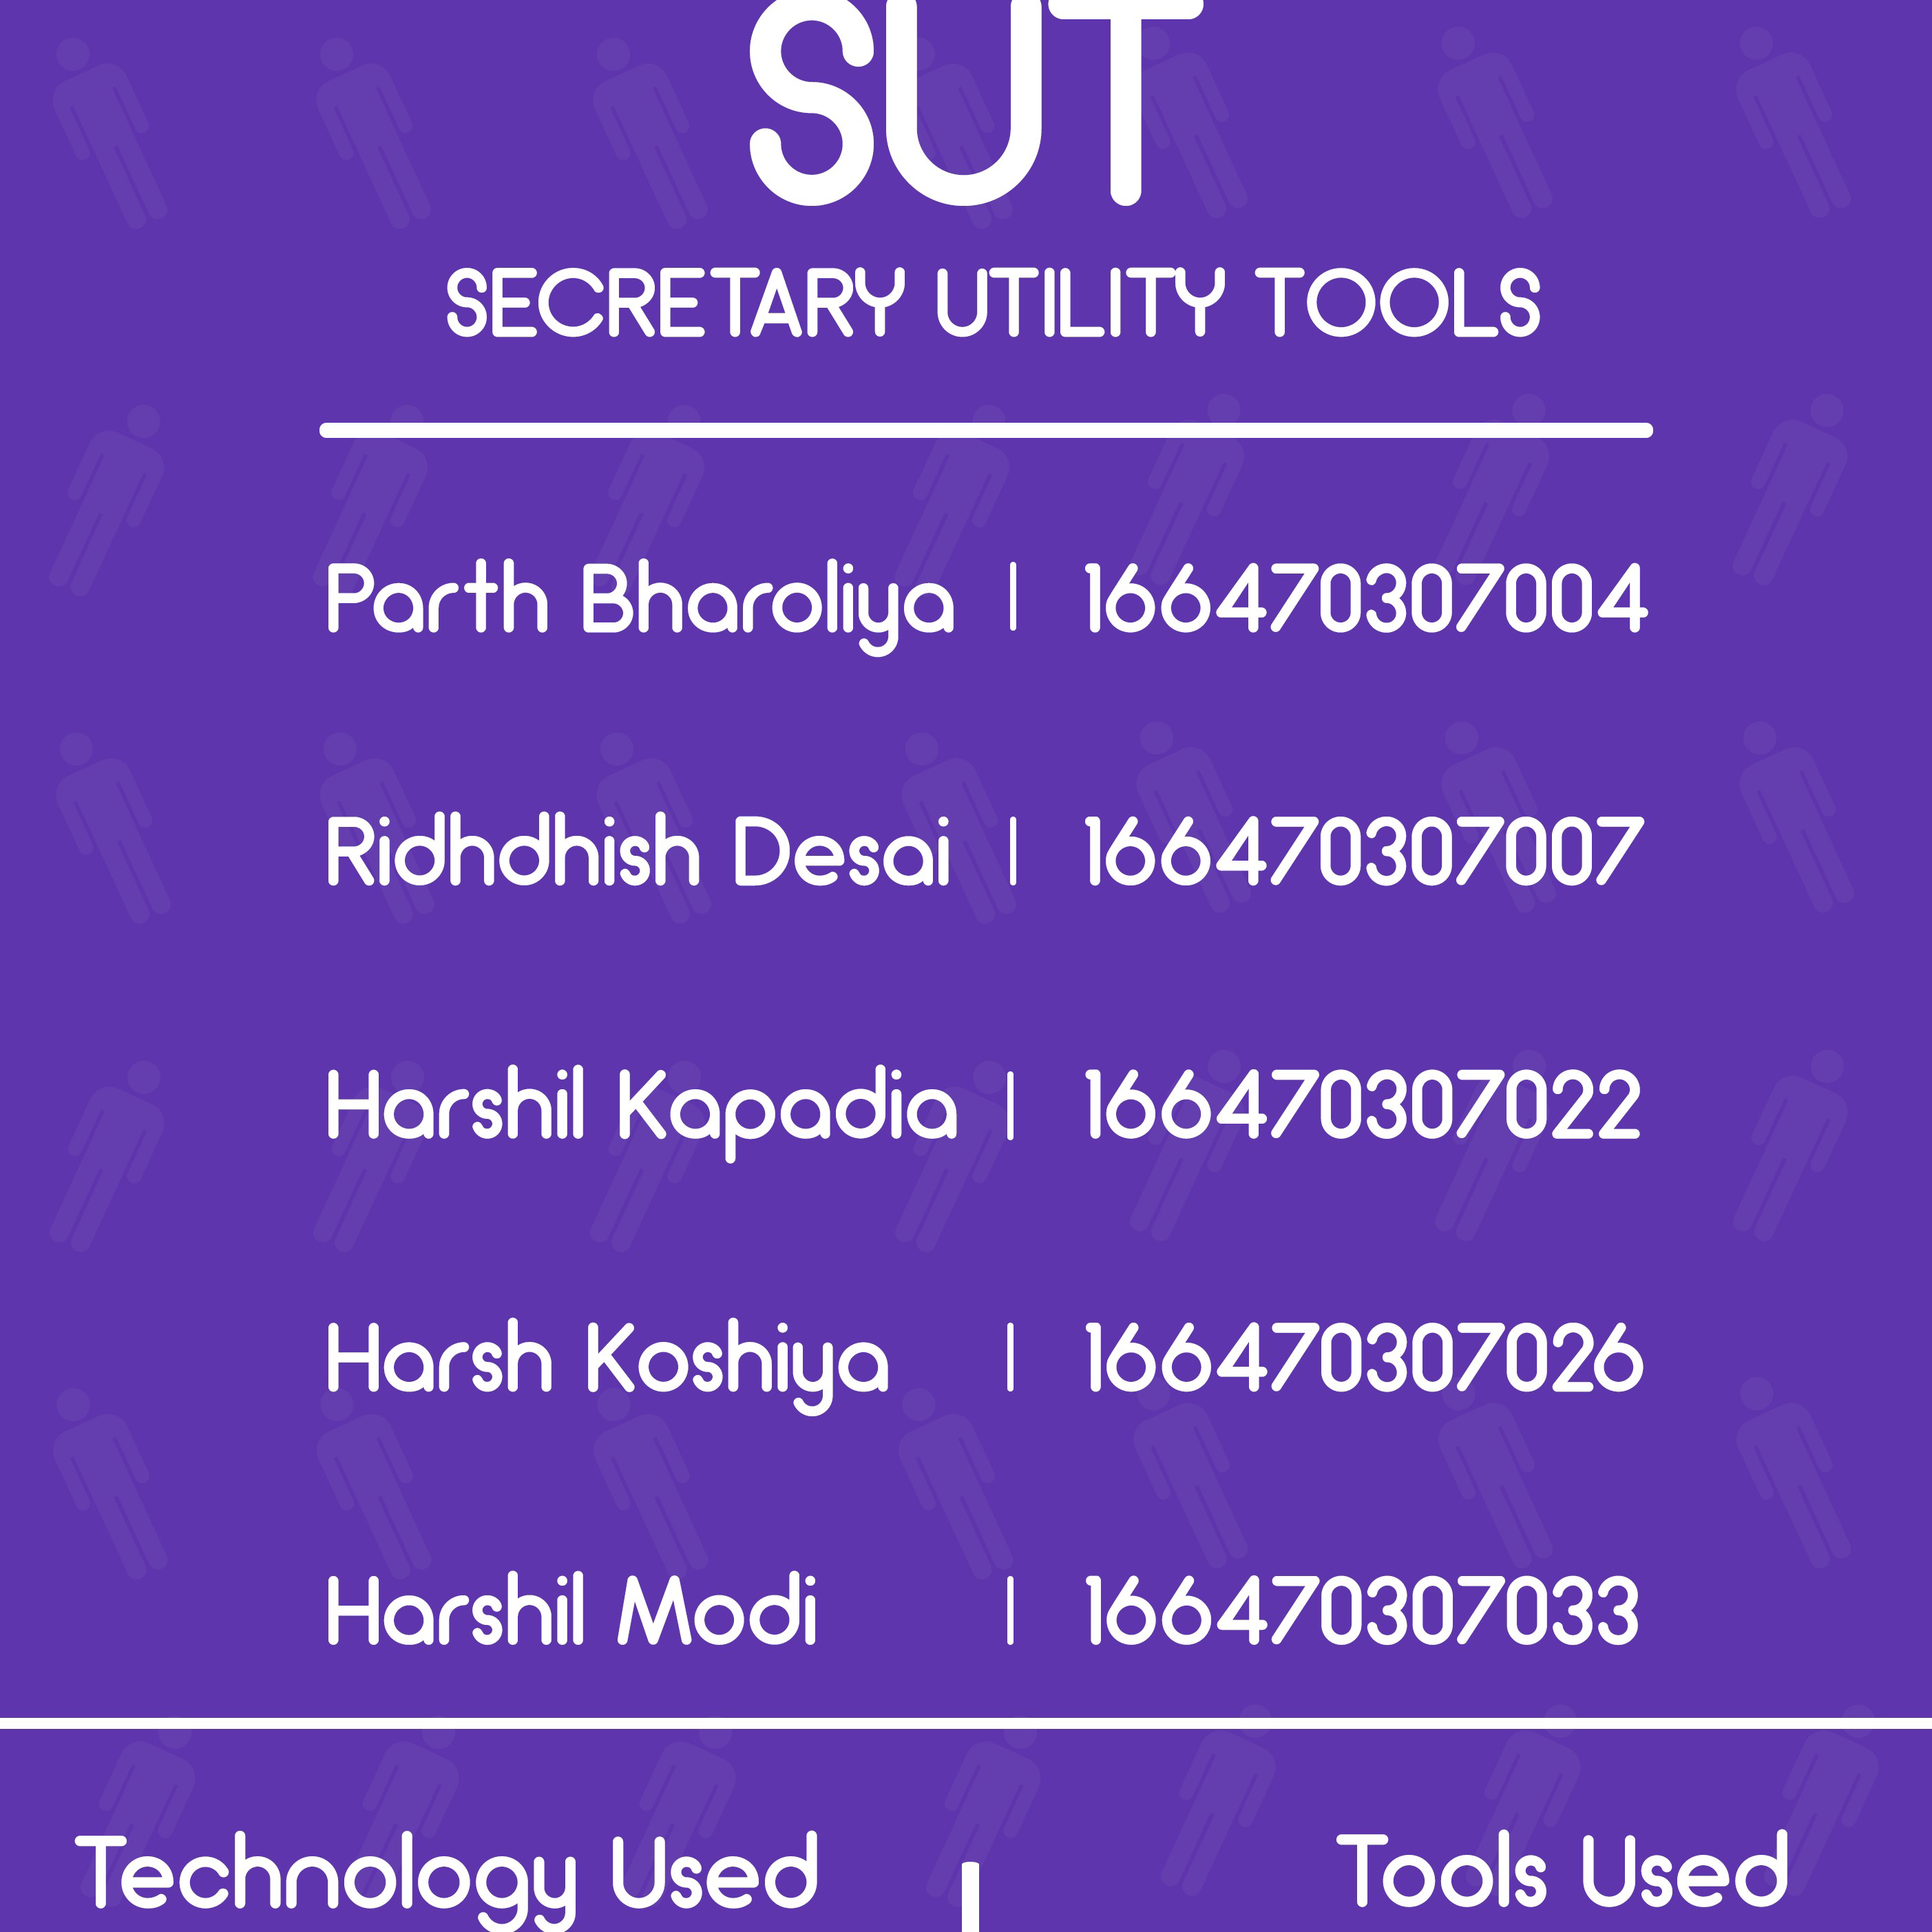 SUT
SECRETARY UTILITY TOOLS
Parth Bharoliya | 166470307004
Ridhdhish Desai | 166470307007
Harshil Kapadia | 166470307022
Harsh Koshiya | 166470307026
Harshil Modi | 166470307033
Technology Used | Tools Used